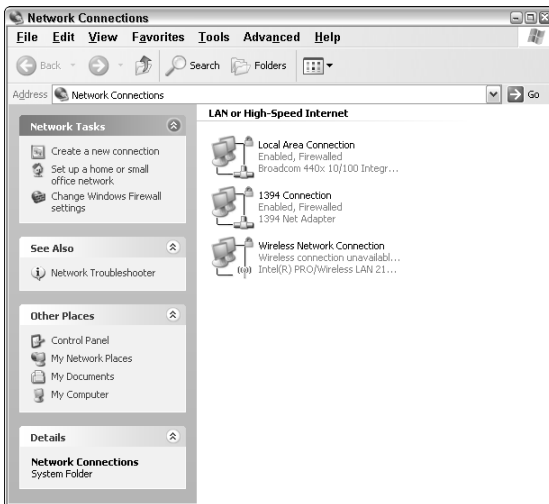 Network Connections
File Edit View Favorites Tools Advanced Help
Back Search Folders
Address Network Connections Go
Network Tasks
Create a new connection
Set up a home or small
office network
Change Windows Firewall
settings
See Also
Network Troubleshooter
Other Places
Control Panel
My Network Places
My Documents
My Computer
Details
Network Connections
System Folder
LAN or High-Speed Internet
Local Area Connection
Enabled, Firewalled
Broadcom 440x 10/100 Integr...
1394 Connection
Enabled, Firewalled
1394 Net Adapter
Wireless Network Connection
Wireless connection unavailabl...
Intel(R) PRO/Wireless LAN 21...